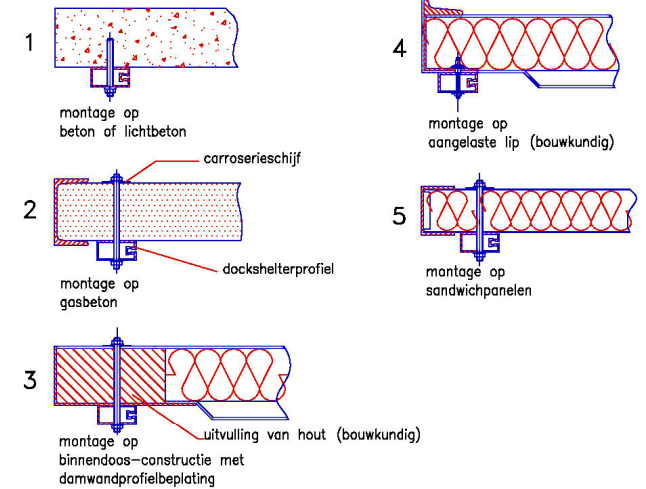 1
montage op
beton of lichtbeton
carroserieschijf
2
dockshelterprofiel
montage op
gasbeton
3
uitvulling van hout (bouwkundig)
montage op
binnendoos-constructie met
damwandprofielbeplating
4
montage op
aangelaste lip (bouwkundig)
5
montage op
sandwichpanelen